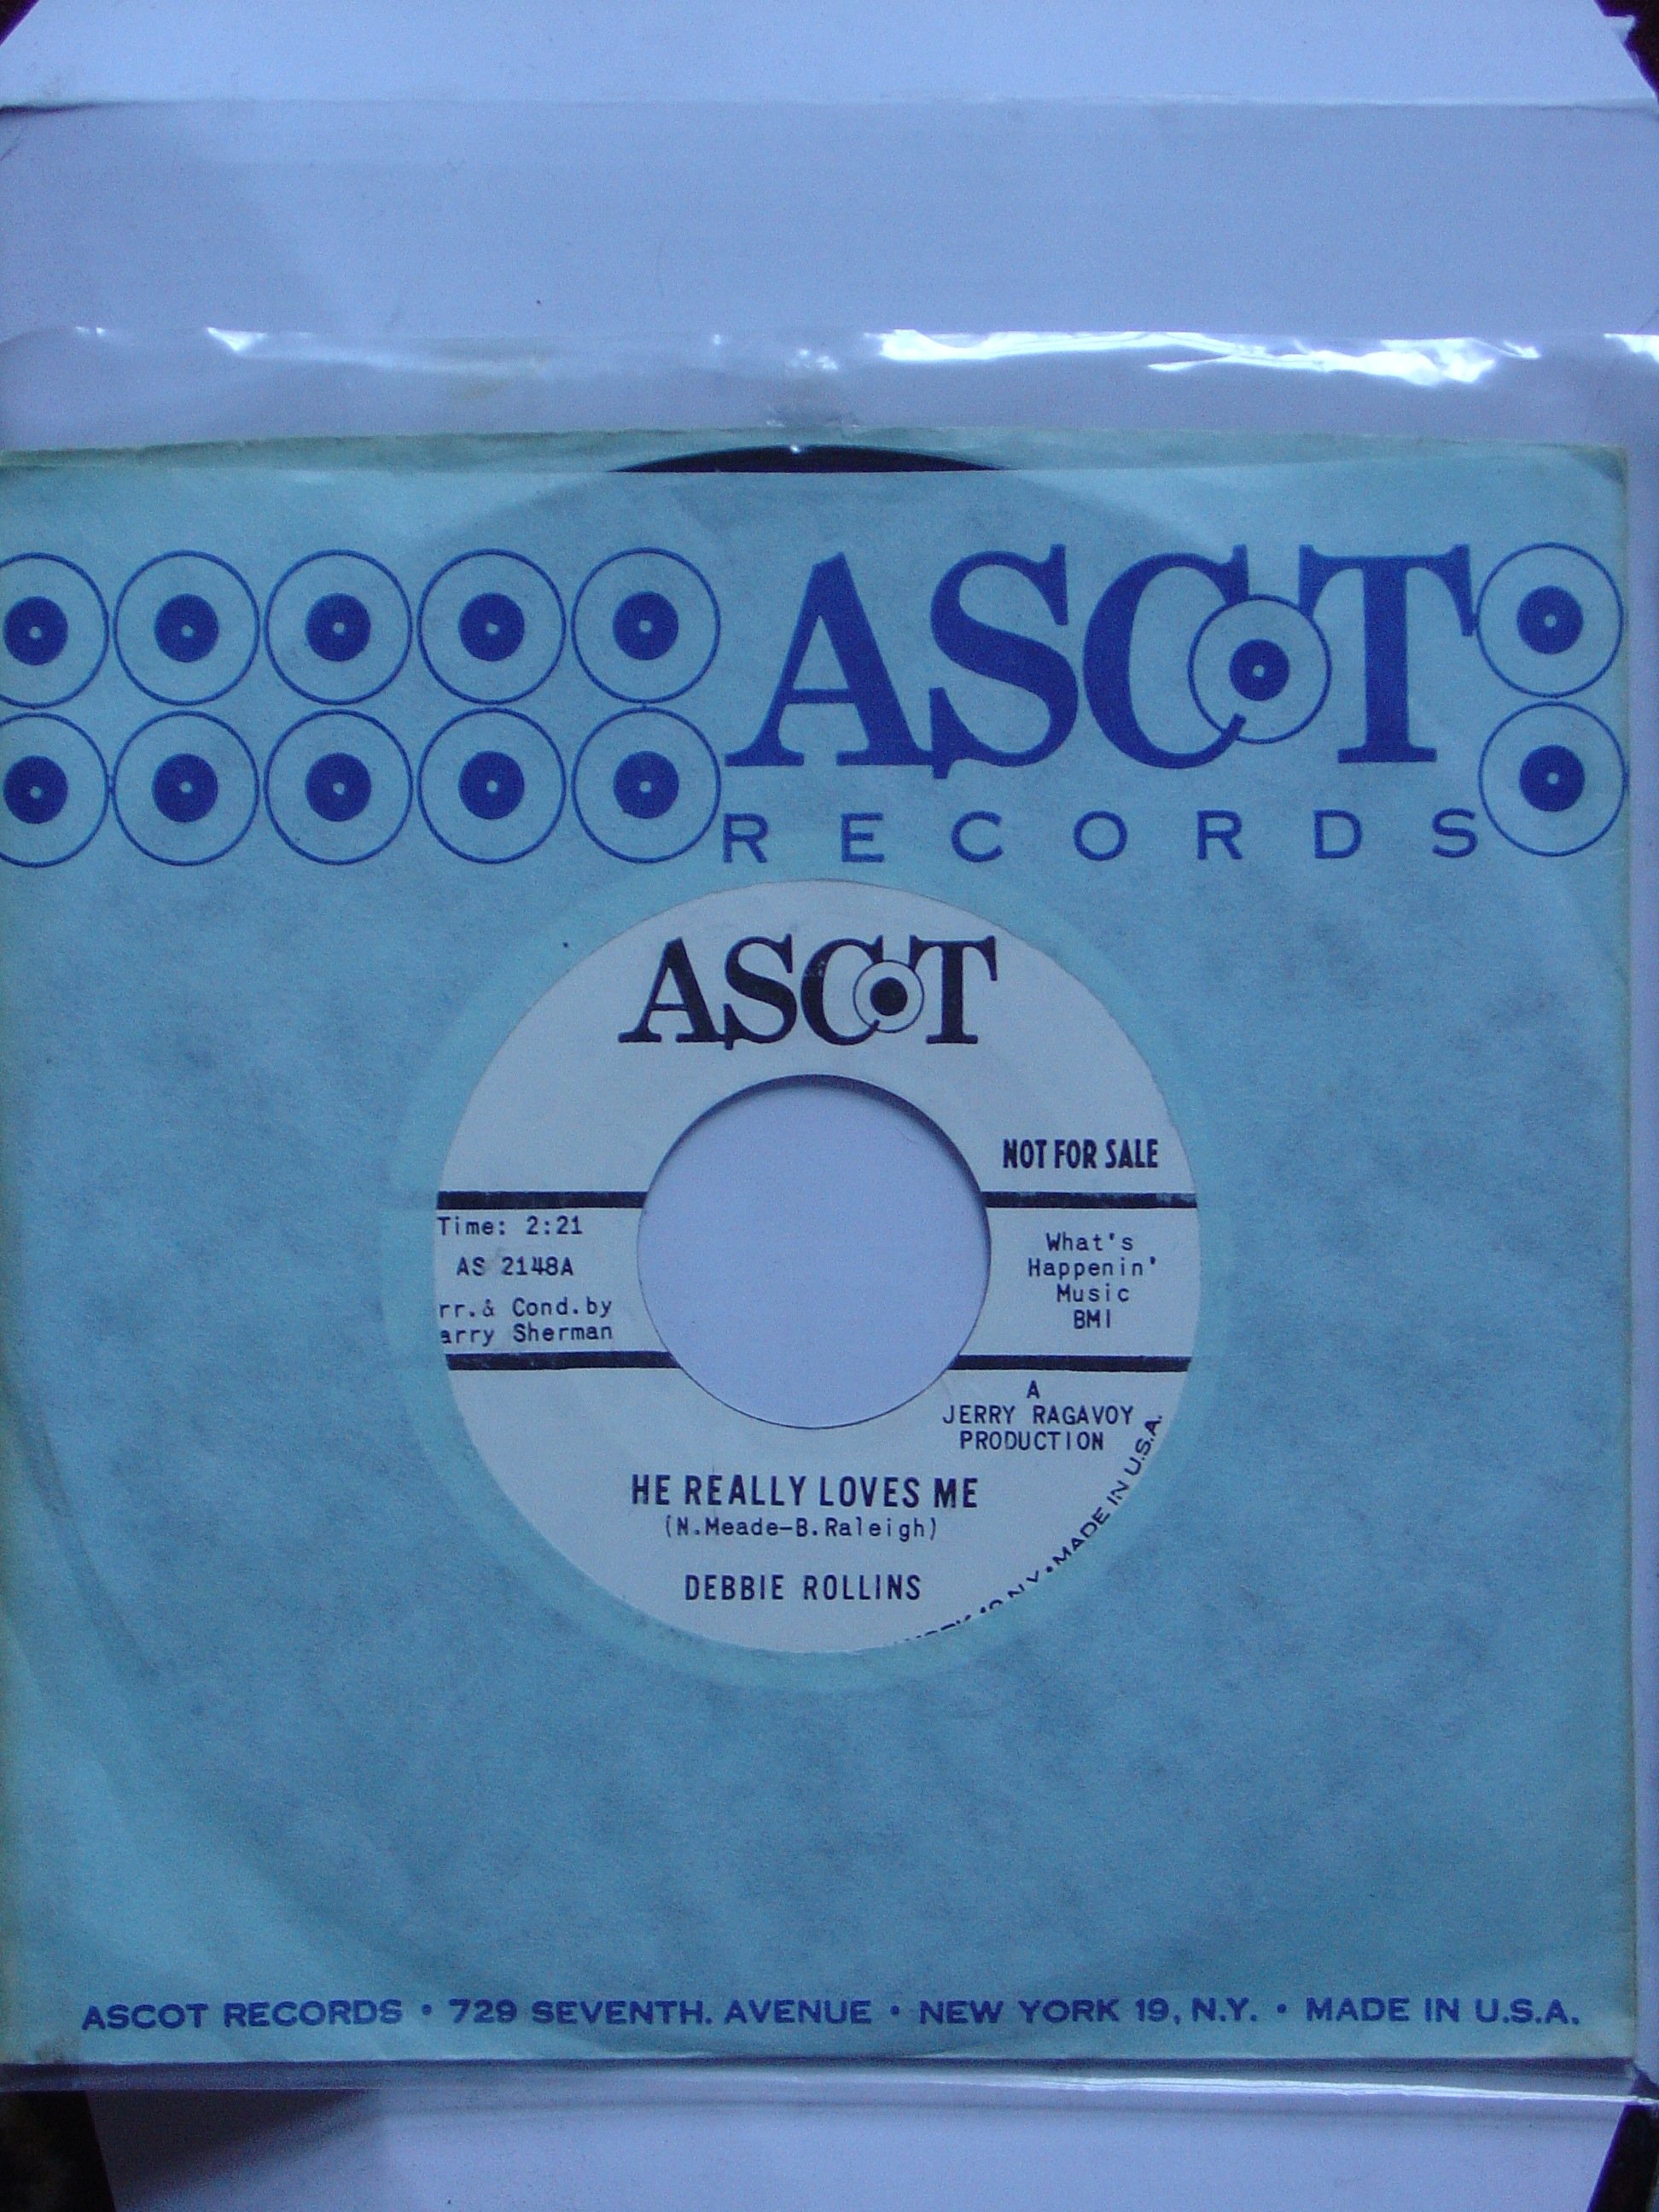 ASCOT
RECORDS
ASCOT
NOT FOR SALE
Time: 2:21
AS 2148A
rr.& Cond.by
arry Sherman
What's
Happenin'
Music
BMI
A
JERRY RAGAVOY
PRODUCTION
HE REALLY LOVES ME
(N.Meade-B.Raleigh)
DEBBIE ROLLINS
N.Y. • MADE IN U.S.A.
ASCOT RECORDS • 729 SEVENTH. AVENUE • NEW YORK 19, N.Y. • MADE IN U.S.A.